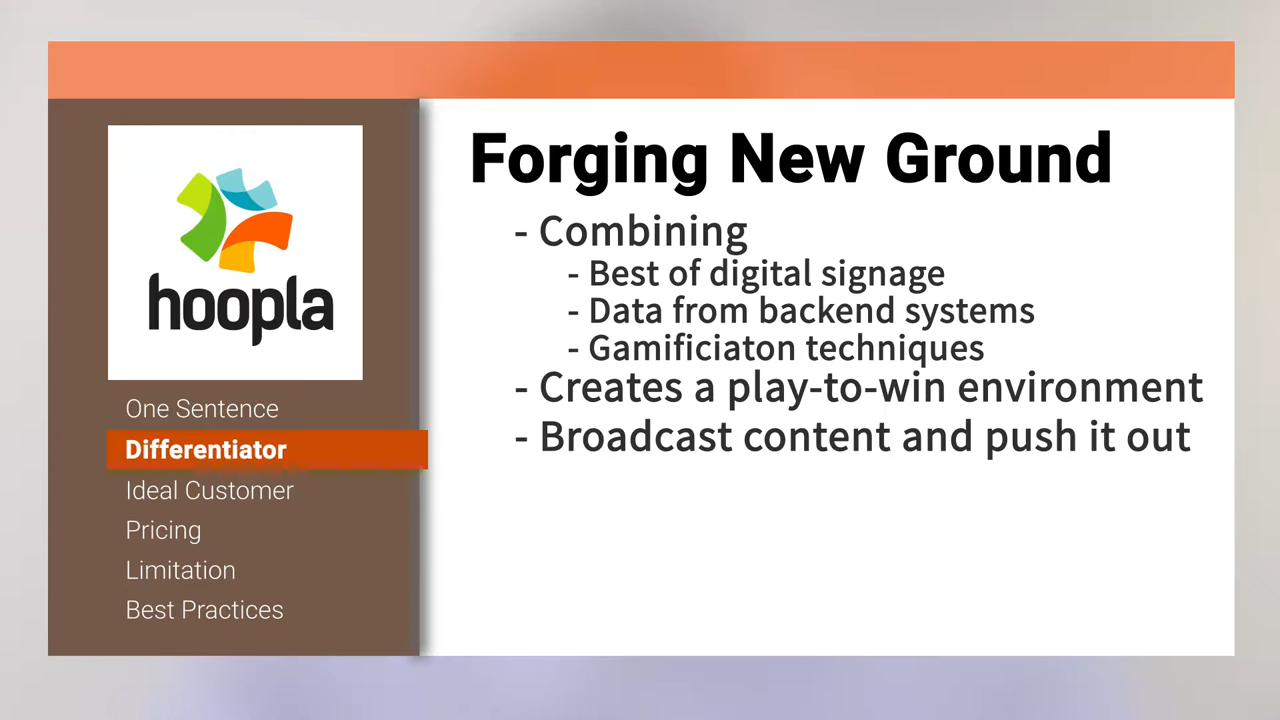 hoopla
One Sentence
Differentiator
Ideal Customer
Pricing
Limitation
Best Practices
Forging New Ground
- Combining
- Best of digital signage
- Data from backend systems
- Gamificiaton techniques
- Creates a play-to-win environment
- Broadcast content and push it out